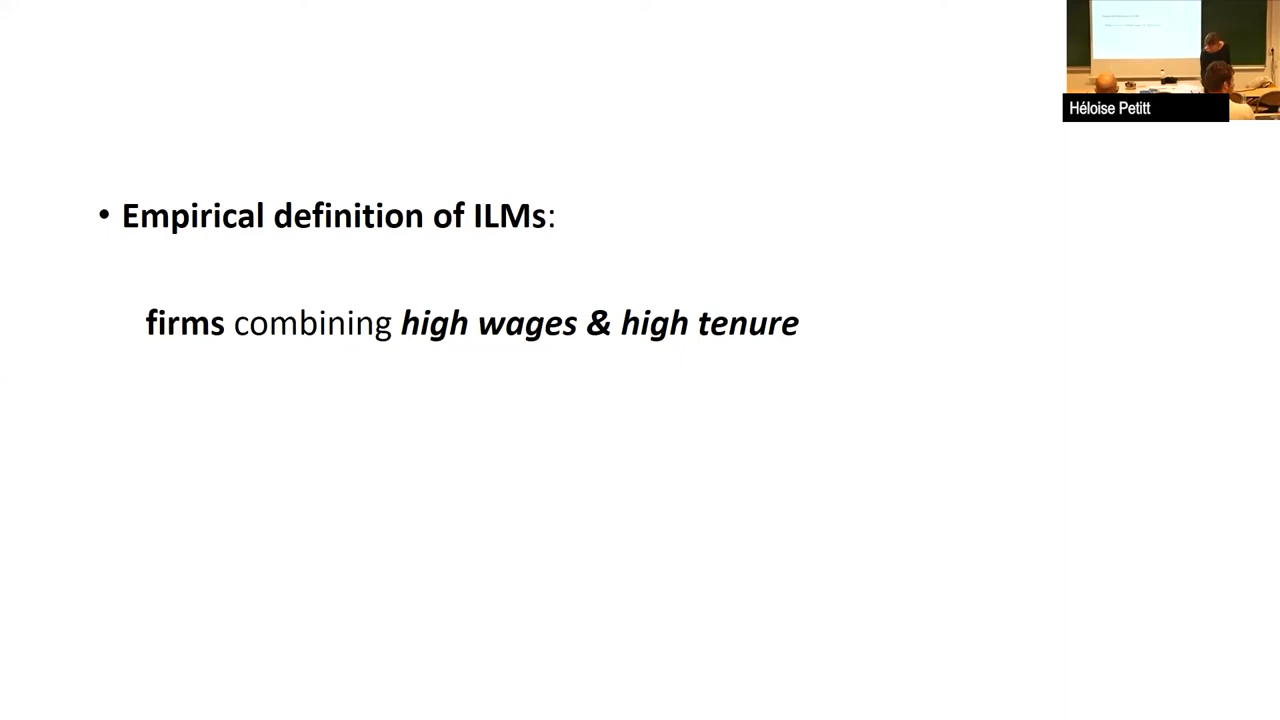 • Empirical definition of ILMs:
firms combining high wages & high tenure
Héloise Petitt